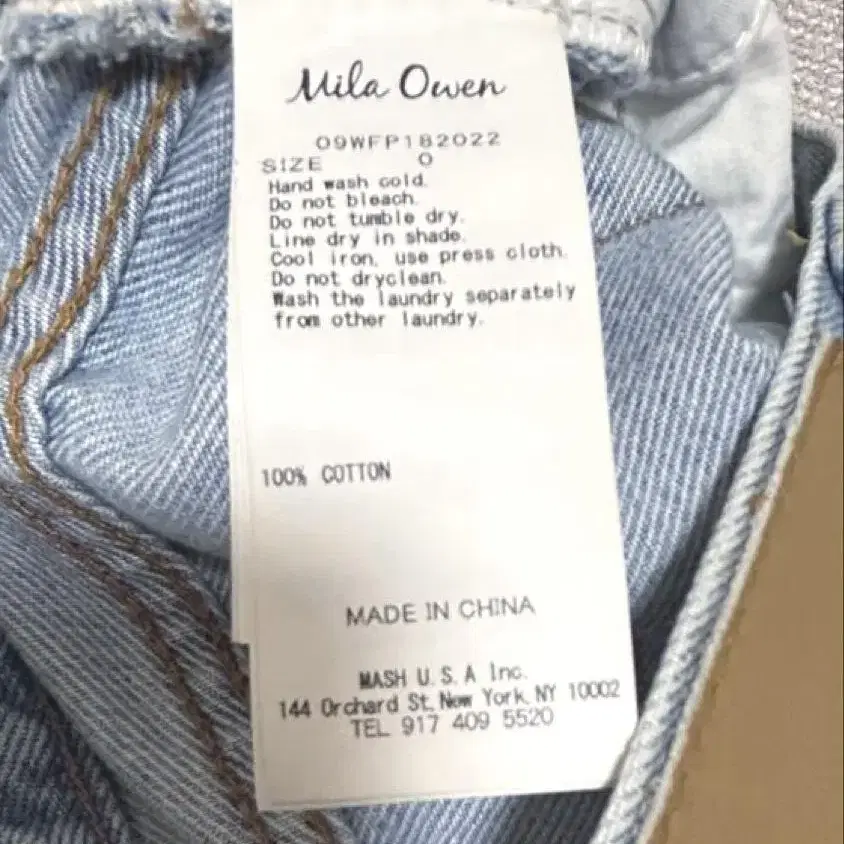 Mila Owen
09WFP182022
SIZE 0
Hand wash cold.
Do not bleach.
Do not tumble dry.
Line dry in shade.
Cool iron, use press cloth.
Do not dryclean.
Wash the laundry separately
from other laundry.
100% COTTON
MADE IN CHINA
MASH U.S.A Inc.
144 Orchard St, New York, NY 10002
TEL 917 409 5520